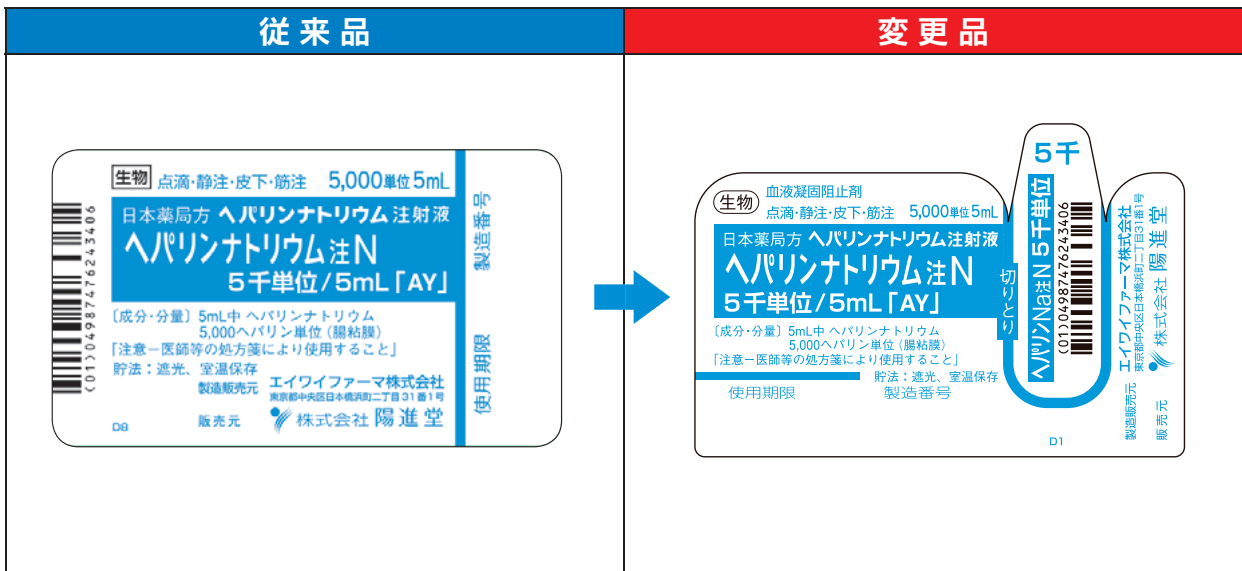 従来品
生物 点滴・静注・皮下・筋注 5,000単位5mL
日本薬局方 ヘパリンナトリウム注射液
ヘパリンナトリウム注N
5千単位/5mL「AY」
〔成分・分量〕5mL中 ヘパリンナトリウム
5,000ヘパリン単位(腸粘膜)
「注意−医師等の処方箋により使用すること」
貯法:遮光、室温保存
製造販売元 エイワイファーマ株式会社
東京都中央区日本橋浜町二丁目31番1号
販売元 株式会社 陽進堂
D8
(01)04987476243406
製造番号
使用期限
変更品
生物 血液凝固阻止剤
点滴・静注・皮下・筋注 5,000単位5mL
日本薬局方 ヘパリンナトリウム注射液
ヘパリンナトリウム注N
5千単位/5mL「AY」
〔成分・分量〕5mL中 ヘパリンナトリウム
5,000ヘパリン単位(腸粘膜)
「注意−医師等の処方箋により使用すること」
貯法:遮光、室温保存
使用期限
製造番号
切りとり
5千
ヘパリンNa注N 5千単位
(01)04987476243406
D1
製造販売元 エイワイファーマ株式会社
東京都中央区日本橋浜町二丁目31番1号
販売元 株式会社 陽進堂